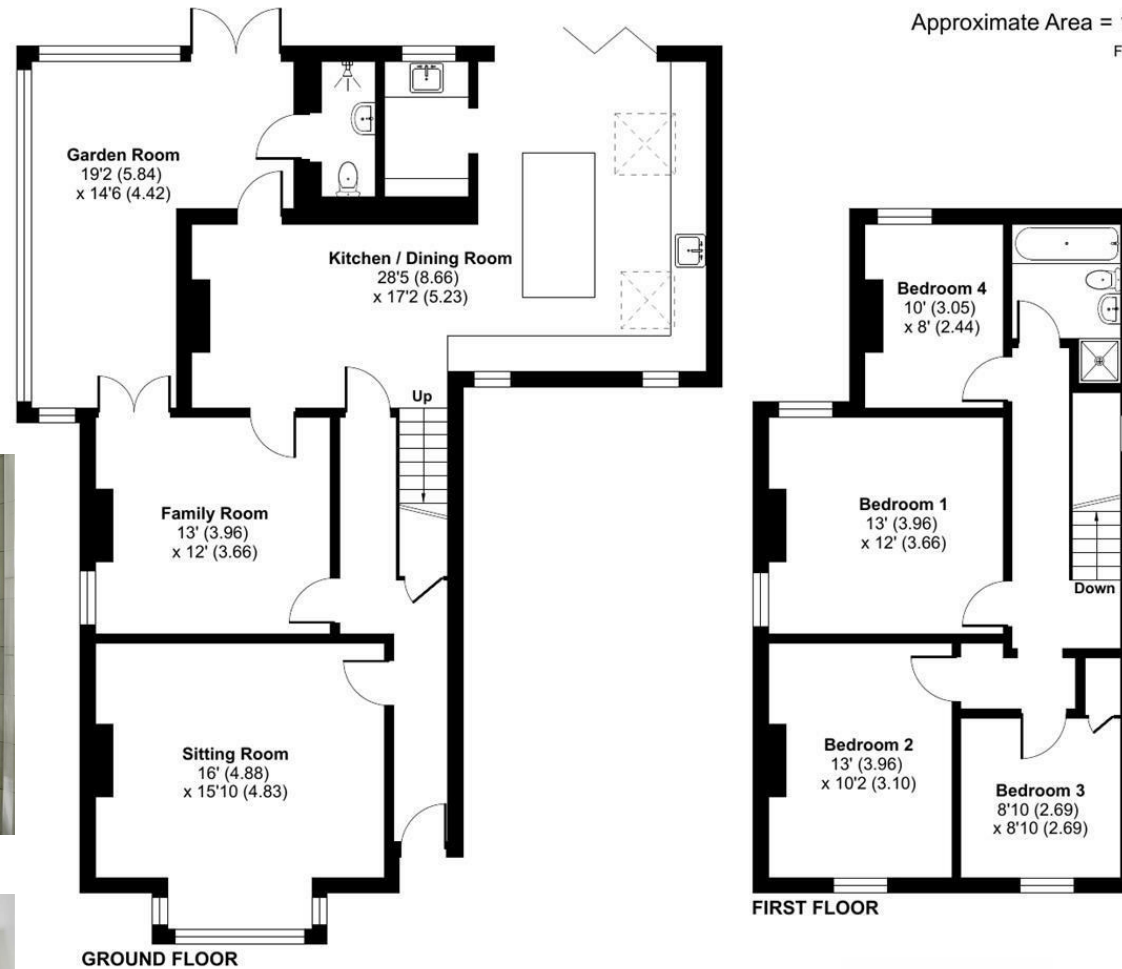 Approximate Area =
Garden Room
19'2 (5.84)
x 14'6 (4.42)
Kitchen / Dining Room
28'5 (8.66)
x 17'2 (5.23)
Up
Family Room
13' (3.96)
x 12' (3.66)
Sitting Room
16' (4.88)
x 15'10 (4.83)
GROUND FLOOR
Bedroom 4
10' (3.05)
x 8' (2.44)
Bedroom 1
13' (3.96)
x 12' (3.66)
Down
Bedroom 2
13' (3.96)
x 10'2 (3.10)
Bedroom 3
8'10 (2.69)
x 8'10 (2.69)
FIRST FLOOR